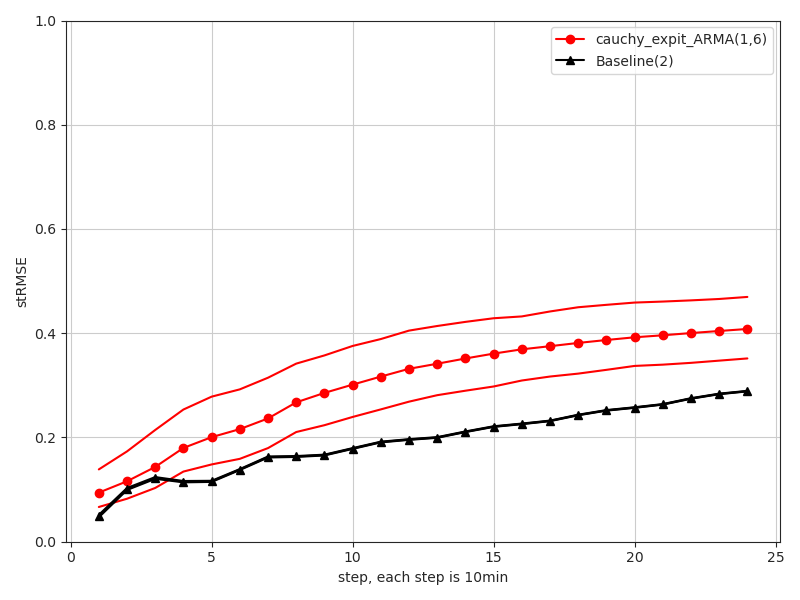 cauchy_expit_ARMA(1,6)
Baseline(2)
1.0
0.8
0.6
0.4
0.2
0.0
stRMSE
0 5 10 15 20 25
step, each step is 10min